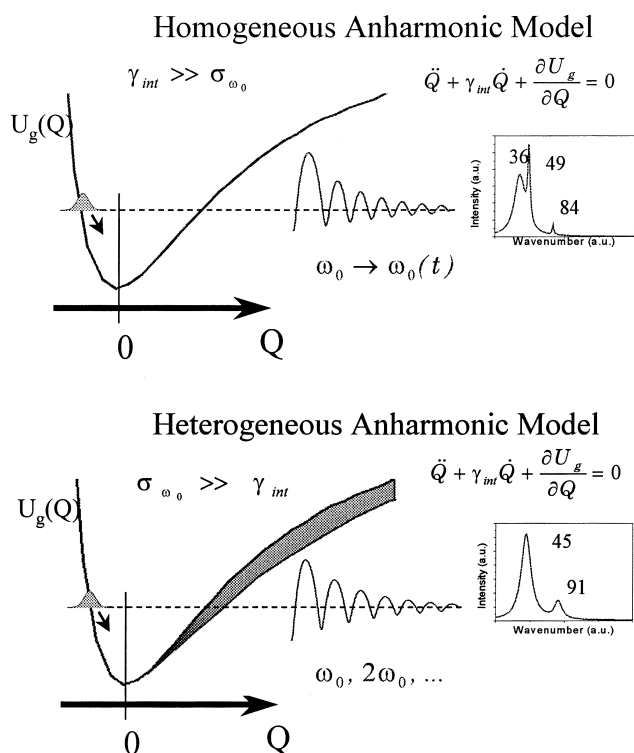 Homogeneous Anharmonic Model
γ_int >> σ_ω₀
Q̈ + γ_int Q̇ + ∂U_g/∂Q = 0
U_g(Q)
36
49
84
Intensity (a.u.)
Wavenumber (a.u.)
ω₀ → ω₀(t)
0
Q
Heterogeneous Anharmonic Model
σ_ω₀ >> γ_int
Q̈ + γ_int Q̇ + ∂U_g/∂Q = 0
U_g(Q)
45
91
Intensity (a.u.)
Wavenumber (a.u.)
ω₀, 2ω₀, ...
0
Q